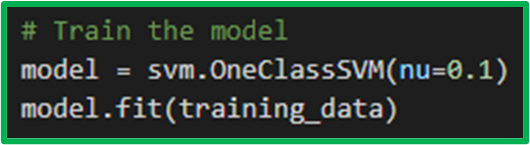 # Train the model
model = svm.OneClassSVM(nu=0.1)
model.fit(training_data)